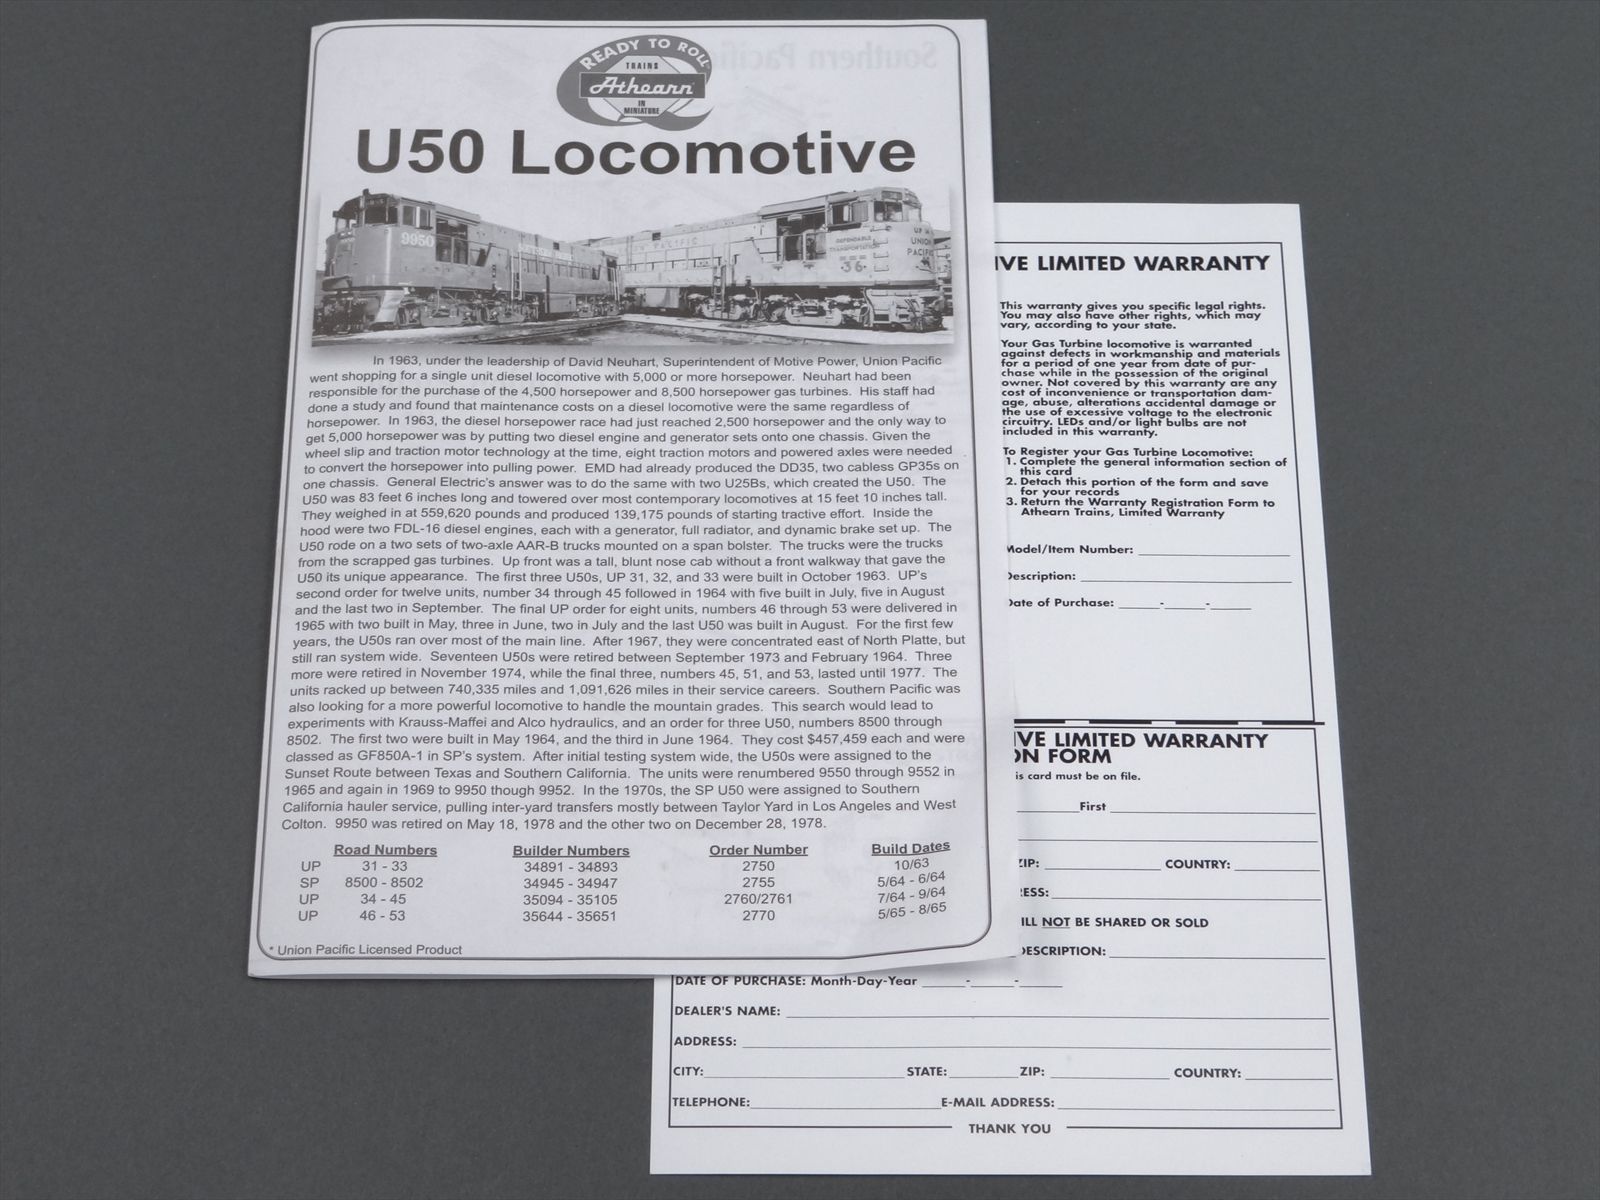 READY TO ROLL
TRAINS
Athearn
IN
MINIATURE
Southern Pacific
U50 Locomotive
9950
UNION PACIFIC
DEPENDABLE
TRANSPORTATION
36
UNION
PACIFIC
In 1963, under the leadership of David Neuhart, Superintendent of Motive Power, Union Pacific
went shopping for a single unit diesel locomotive with 5,000 or more horsepower. Neuhart had been
responsible for the purchase of the 4,500 horsepower and 8,500 horsepower gas turbines. His staff had
done a study and found that maintenance costs on a diesel locomotive were the same regardless of
horsepower. In 1963, the diesel horsepower race had just reached 2,500 horsepower and the only way to
get 5,000 horsepower was by putting two diesel engine and generator sets onto one chassis. Given the
wheel slip and traction motor technology at the time, eight traction motors and powered axles were needed
to convert the horsepower into pulling power. EMD had already produced the DD35, two cabless GP35s on
one chassis. General Electric's answer was to do the same with two U25Bs, which created the U50. The
U50 was 83 feet 6 inches long and towered over most contemporary locomotives at 15 feet 10 inches tall.
They weighed in at 559,620 pounds and produced 139,175 pounds of starting tractive effort. Inside the
hood were two FDL-16 diesel engines, each with a generator, full radiator, and dynamic brake set up. The
U50 rode on a two sets of two-axle AAR-B trucks mounted on a span bolster. The trucks were the trucks
from the scrapped gas turbines. Up front was a tall, blunt nose cab without a front walkway that gave the
U50 its unique appearance. The first three U50s, UP 31, 32, and 33 were built in October 1963. UP's
second order for twelve units, number 34 through 45 followed in 1964 with five built in July, five in August
and the last two in September. The final UP order for eight units, numbers 46 through 53 were delivered in
1965 with two built in May, three in June, two in July and the last U50 was built in August. For the first few
years, the U50s ran over most of the main line. After 1967, they were concentrated east of North Platte, but
still ran system wide. Seventeen U50s were retired between September 1973 and February 1964. Three
more were retired in November 1974, while the final three, numbers 45, 51, and 53, lasted until 1977. The
units racked up between 740,335 miles and 1,091,626 miles in their service careers. Southern Pacific was
also looking for a more powerful locomotive to handle the mountain grades. This search would lead to
experiments with Krauss-Maffei and Alco hydraulics, and an order for three U50, numbers 8500 through
8502. The first two were built in May 1964, and the third in June 1964. They cost $457,459 each and were
classed as GF850A-1 in SP's system. After initial testing system wide, the U50s were assigned to the
Sunset Route between Texas and Southern California. The units were renumbered 9550 through 9552 in
1965 and again in 1969 to 9950 though 9952. In the 1970s, the SP U50 were assigned to Southern
California hauler service, pulling inter-yard transfers mostly between Taylor Yard in Los Angeles and West
Colton. 9950 was retired on May 18, 1978 and the other two on December 28, 1978.
Road Numbers Builder Numbers Order Number Build Dates
UP 31 - 33 34891 - 34893 2750 10/63
SP 8500 - 8502 34945 - 34947 2755 5/64 - 6/64
UP 34 - 45 35094 - 35105 2760/2761 7/64 - 9/64
UP 46 - 53 35644 - 35651 2770 5/65 - 8/65
* Union Pacific Licensed Product
IVE LIMITED WARRANTY
This warranty gives you specific legal rights.
You may also have other rights, which may
vary, according to your state.
Your Gas Turbine locomotive is warranted
against defects in workmanship and materials
for a period of one year from date of pur-
chase while in the possession of the original
owner. Not covered by this warranty are any
cost of inconvenience or transportation dam-
age, abuse, alterations accidental damage or
the use of excessive voltage to the electronic
circuitry. LEDs and/or light bulbs are not
included in this warranty.
To Register your Gas Turbine Locomotive:
1. Complete the general information section of
this card
2. Detach this portion of the form and save
for your records
3. Return the Warranty Registration Form to
Athearn Trains, Limited Warranty
Model/Item Number:
Description:
Date of Purchase: - -
IVE LIMITED WARRANTY
ON FORM
is card must be on file.
First
ZIP: COUNTRY:
ESS:
ILL NOT BE SHARED OR SOLD
DESCRIPTION:
DATE OF PURCHASE: Month-Day-Year - -
DEALER'S NAME:
ADDRESS:
CITY: STATE: ZIP: COUNTRY:
TELEPHONE: E-MAIL ADDRESS:
THANK YOU